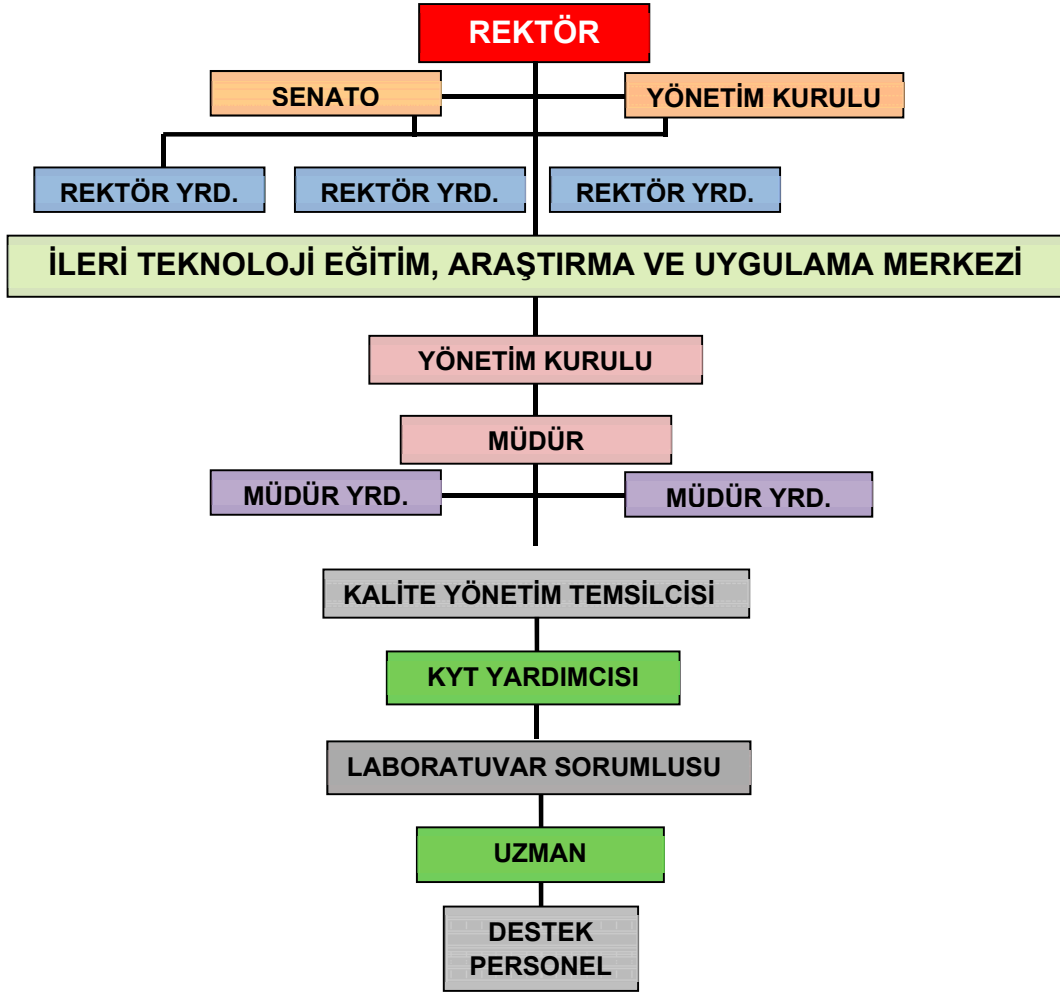 REKTÖR
SENATO
YÖNETİM KURULU
REKTÖR YRD.
REKTÖR YRD.
REKTÖR YRD.
İLERİ TEKNOLOJİ EĞİTİM, ARAŞTIRMA VE UYGULAMA MERKEZİ
YÖNETİM KURULU
MÜDÜR
MÜDÜR YRD.
MÜDÜR YRD.
KALİTE YÖNETİM TEMSİLCİSİ
KYT YARDIMCISI
LABORATUVAR SORUMLUSU
UZMAN
DESTEK
PERSONEL